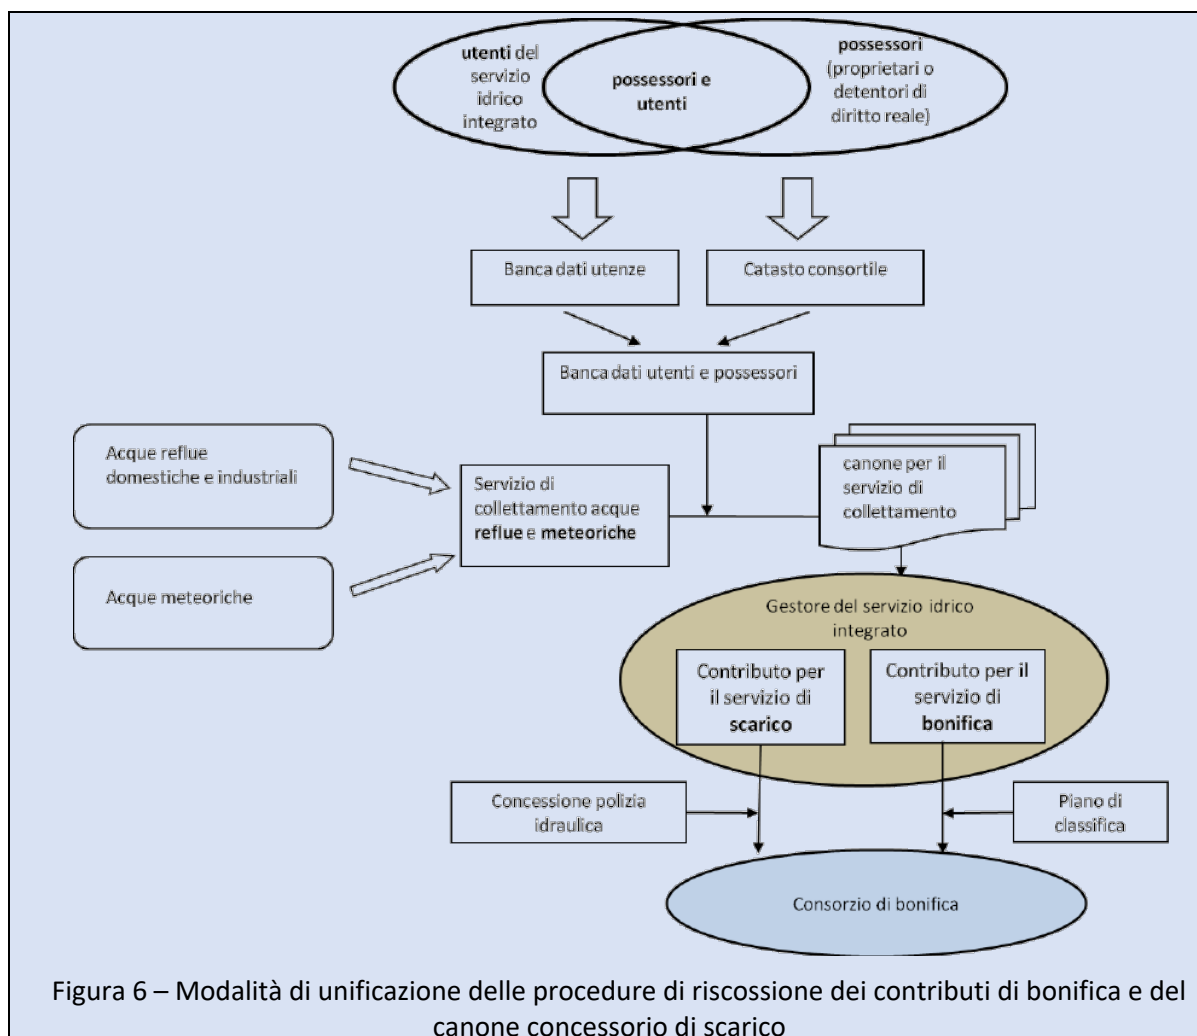 utenti del
servizio
idrico
integrato
possessori e
utenti
possessori
(proprietari o
detentori di
diritto reale)
Banca dati utenze
Catasto consortile
Banca dati utenti e possessori
Acque reflue
domestiche e industriali
Acque meteoriche
Servizio di
collettamento acque
reflue e meteoriche
canone per il
servizio di
collettamento
Gestore del servizio idrico
integrato
Contributo per
il servizio di
scarico
Contributo per il
servizio di
bonifica
Concessione polizia
idraulica
Piano di
classifica
Consorzio di bonifica
Figura 6 – Modalità di unificazione delle procedure di riscossione dei contributi di bonifica e del
canone concessorio di scarico